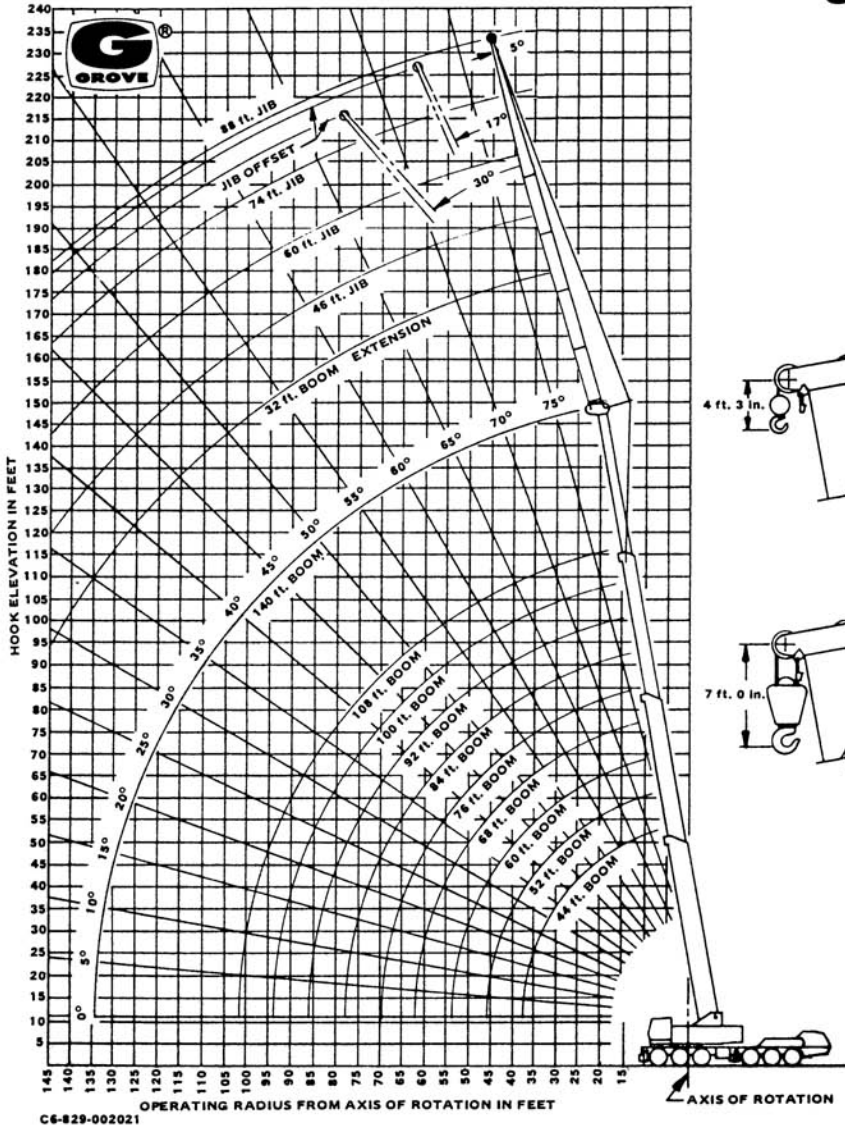 240
235
230
225
220
215
210
205
200
195
190
185
180
175
170
165
160
155
150
145
140
135
130
125
120
115
110
105
100
95
90
85
80
75
70
65
60
55
50
45
40
35
30
25
20
15
10
5
HOOK ELEVATION IN FEET
G ®
GROVE
88 ft. JIB
JIB OFFSET
74 ft. JIB
60 ft. JIB
46 ft. JIB
32 ft. BOOM EXTENSION
5°
17°
30°
75°
70°
65°
60°
55°
50°
45°
40°
35°
30°
25°
20°
15°
10°
5°
0°
140 ft. BOOM
108 ft. BOOM
100 ft. BOOM
92 ft. BOOM
84 ft. BOOM
76 ft. BOOM
68 ft. BOOM
60 ft. BOOM
52 ft. BOOM
44 ft. BOOM
4 ft. 3 in.
7 ft. 0 in.
145 140 135 130 125 120 115 110 105 100 95 90 85 80 75 70 65 60 55 50 45 40 35 30 25 20 15
OPERATING RADIUS FROM AXIS OF ROTATION IN FEET
AXIS OF ROTATION
C6-829-002021